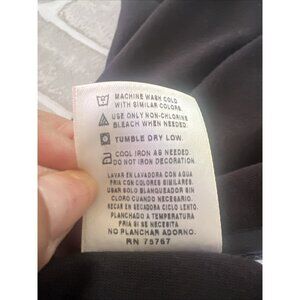 MACHINE WASH COLD
WITH SIMILAR COLORS.
USE ONLY NON-CHLORINE
BLEACH WHEN NEEDED.
TUMBLE DRY LOW.
COOL IRON AS NEEDED
DO NOT IRON DECORATION.
LAVAR EN LAVADORA CON AGUA
FRIA CON COLORES SIMILARES.
USAR SOLO BLANQUEADOR SIN
CLORO CUANDO NECESARIO.
SECAR EN SECADORA CICLO LENTO.
PLANCHADO A TEMPERATURA
FRIA SI SE NECESITA
NO PLANCHAR ADORNO.
RN 75767